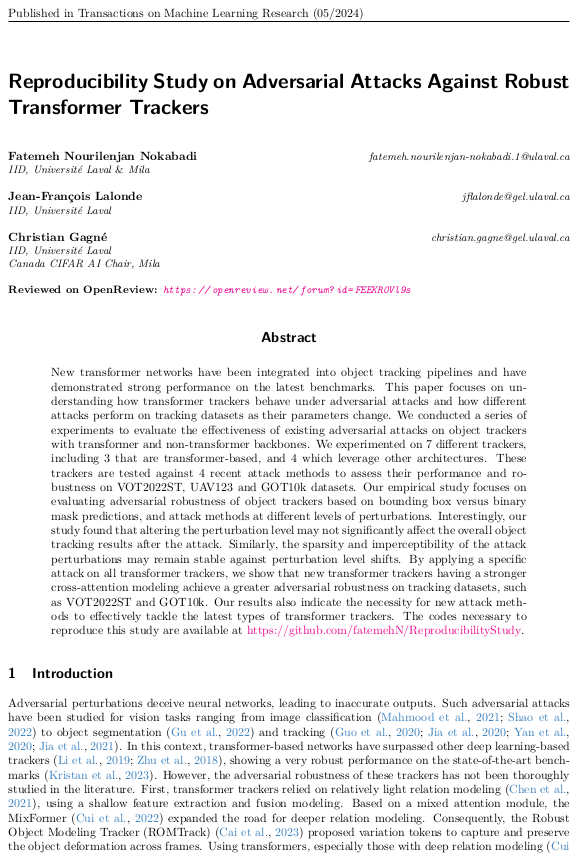 Published in Transactions on Machine Learning Research (05/2024)
Reproducibility Study on Adversarial Attacks Against Robust
Transformer Trackers
Fatemeh Nourilenjan Nokabadi fatemeh.nourilenjan-nokabadi.1@ulaval.ca
IID, Université Laval & Mila
Jean-François Lalonde jflalonde@gel.ulaval.ca
IID, Université Laval
Christian Gagné christian.gagne@gel.ulaval.ca
IID, Université Laval
Canada CIFAR AI Chair, Mila
Reviewed on OpenReview: https://openreview.net/forum?id=FEEKR0Vl9s
Abstract
New transformer networks have been integrated into object tracking pipelines and have
demonstrated strong performance on the latest benchmarks. This paper focuses on un-
derstanding how transformer trackers behave under adversarial attacks and how different
attacks perform on tracking datasets as their parameters change. We conducted a series of
experiments to evaluate the effectiveness of existing adversarial attacks on object trackers
with transformer and non-transformer backbones. We experimented on 7 different trackers,
including 3 that are transformer-based, and 4 which leverage other architectures. These
trackers are tested against 4 recent attack methods to assess their performance and ro-
bustness on VOT2022ST, UAV123 and GOT10k datasets. Our empirical study focuses on
evaluating adversarial robustness of object trackers based on bounding box versus binary
mask predictions, and attack methods at different levels of perturbations. Interestingly, our
study found that altering the perturbation level may not significantly affect the overall object
tracking results after the attack. Similarly, the sparsity and imperceptibility of the attack
perturbations may remain stable against perturbation level shifts. By applying a specific
attack on all transformer trackers, we show that new transformer trackers having a stronger
cross-attention modeling achieve a greater adversarial robustness on tracking datasets, such
as VOT2022ST and GOT10k. Our results also indicate the necessity for new attack meth-
ods to effectively tackle the latest types of transformer trackers. The codes necessary to
reproduce this study are available at https://github.com/fatemehN/ReproducibilityStudy.
1 Introduction
Adversarial perturbations deceive neural networks, leading to inaccurate outputs. Such adversarial attacks
have been studied for vision tasks ranging from image classification (Mahmood et al., 2021; Shao et al.,
2022) to object segmentation (Gu et al., 2022) and tracking (Guo et al., 2020; Jia et al., 2020; Yan et al.,
2020; Jia et al., 2021). In this context, transformer-based networks have surpassed other deep learning-based
trackers (Li et al., 2019; Zhu et al., 2018), showing a very robust performance on the state-of-the-art bench-
marks (Kristan et al., 2023). However, the adversarial robustness of these trackers has not been thoroughly
studied in the literature. First, transformer trackers relied on relatively light relation modeling (Chen et al.,
2021), using a shallow feature extraction and fusion modeling. Based on a mixed attention module, the
MixFormer (Cui et al., 2022) expanded the road for deeper relation modeling. Consequently, the Robust
Object Modeling Tracker (ROMTrack) (Cai et al., 2023) proposed variation tokens to capture and preserve
the object deformation across frames. Using transformers, especially those with deep relation modeling (Cui